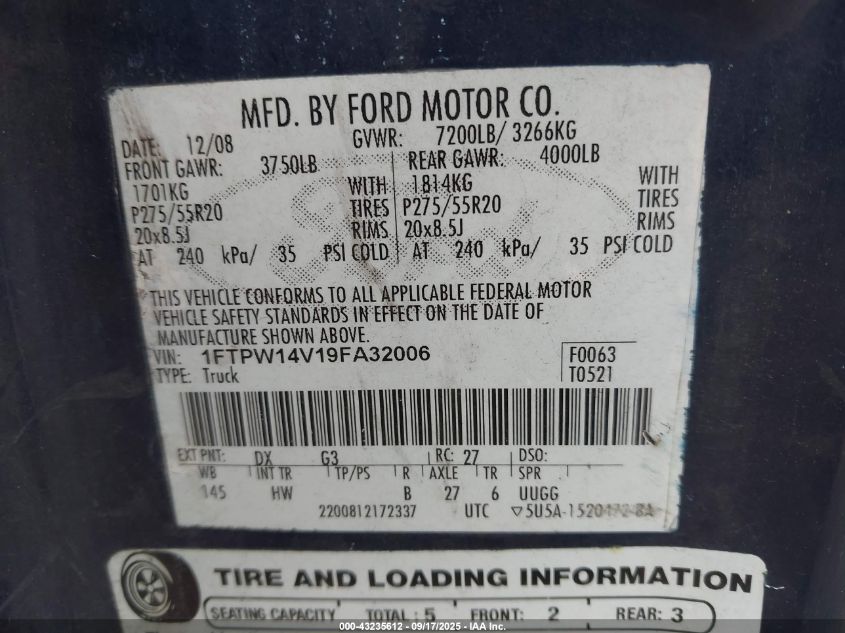 MFD. BY FORD MOTOR CO.
DATE: 12/08 GVWR: 7200LB/ 3266KG
FRONT GAWR: 3750LB REAR GAWR: 4000LB
1701KG WITH 1814KG WITH
P275/55R20 TIRES P275/55R20 TIRES
20x8.5J RIMS 20x8.5J RIMS
AT 240 kPa/ 35 PSI COLD AT 240 kPa/ 35 PSI COLD
THIS VEHICLE CONFORMS TO ALL APPLICABLE FEDERAL MOTOR
VEHICLE SAFETY STANDARDS IN EFFECT ON THE DATE OF
MANUFACTURE SHOWN ABOVE.
VIN: 1FTPW14V19FA32006 F0063
TYPE: Truck T0521
EXT PNT: DX G3 RC: 27 DSO:
WB INT TR TP/PS R AXLE TR SPR
145 HW B 27 6 UUGG
2200812172337 UTC ▽5U5A-1520472-BA
TIRE AND LOADING INFORMATION
SEATING CAPACITY TOTAL: 5 FRONT: 2 REAR: 3
000-43235612 - 09/17/2025 - IAA Inc.